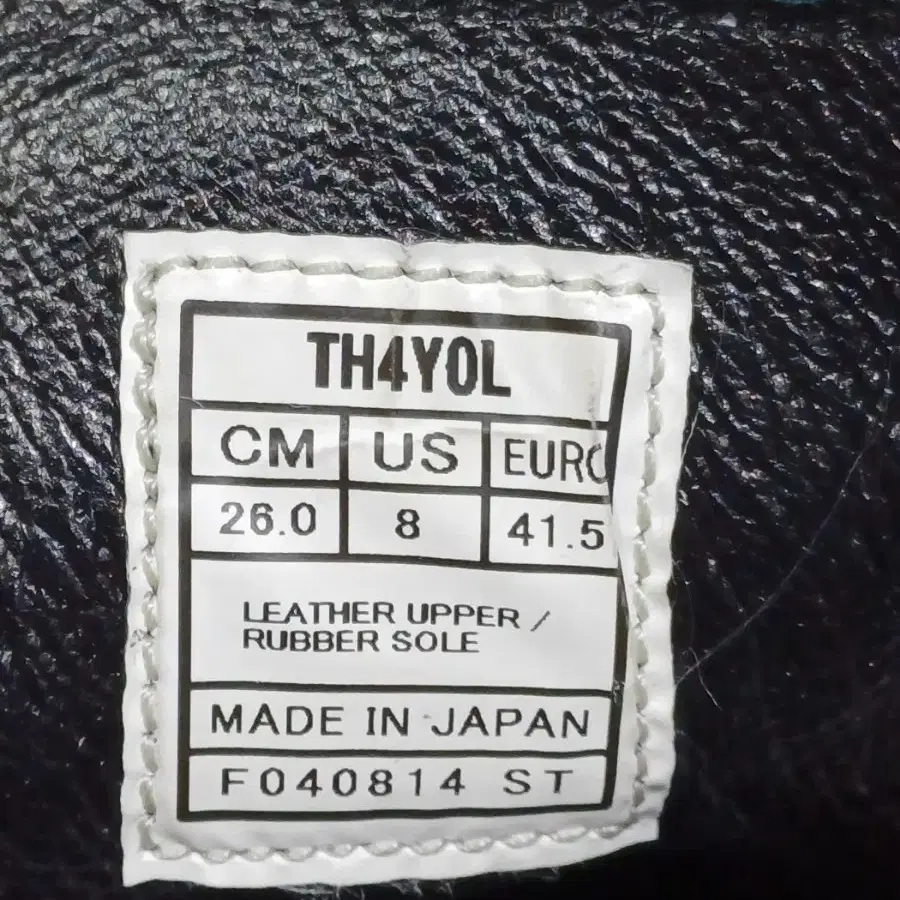 TH4Y0L
CM US EURO
26.0 8 41.5
LEATHER UPPER /
RUBBER SOLE
MADE IN JAPAN
F040814 ST